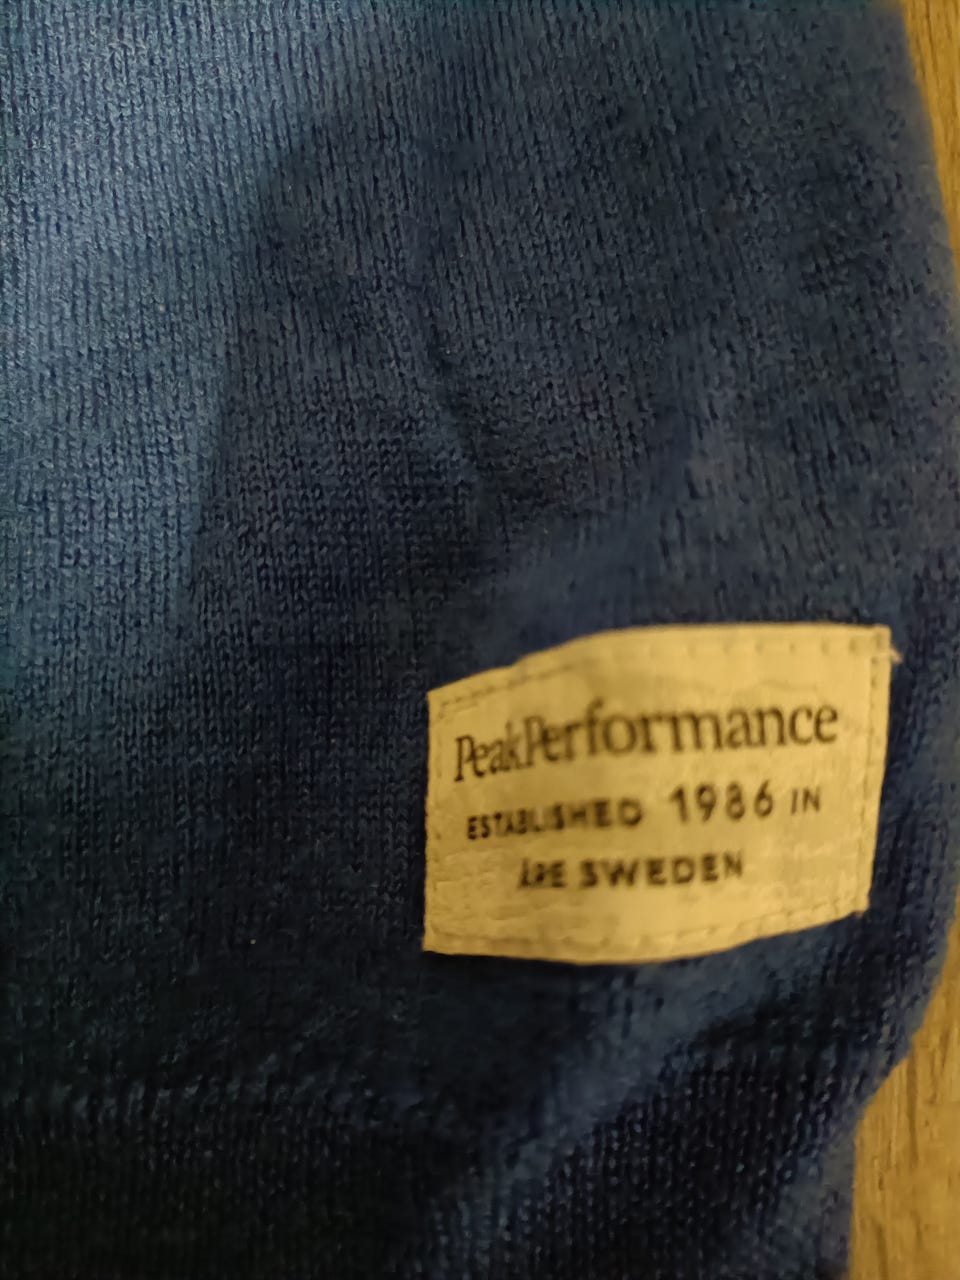 PeakPerformance
ESTABLISHED 1986 IN
ÅRE SWEDEN